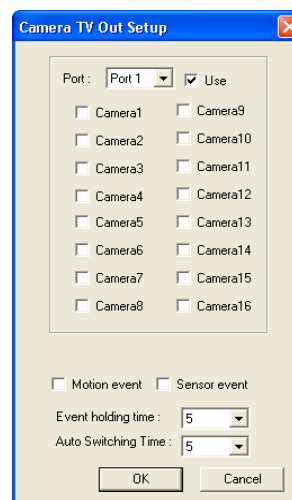 Camera TV Out Setup
Port : Port 1 Use
Camera1 Camera9
Camera2 Camera10
Camera3 Camera11
Camera4 Camera12
Camera5 Camera13
Camera6 Camera14
Camera7 Camera15
Camera8 Camera16
Motion event Sensor event
Event holding time : 5
Auto Switching Time : 5
OK Cancel